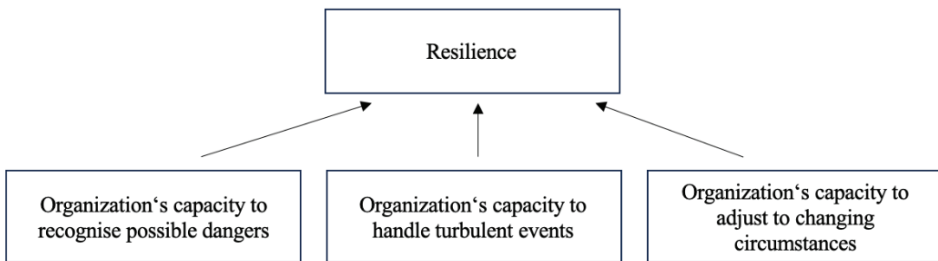 Resilience
Organization‘s capacity to
recognise possible dangers
Organization‘s capacity to
handle turbulent events
Organization‘s capacity to
adjust to changing
circumstances